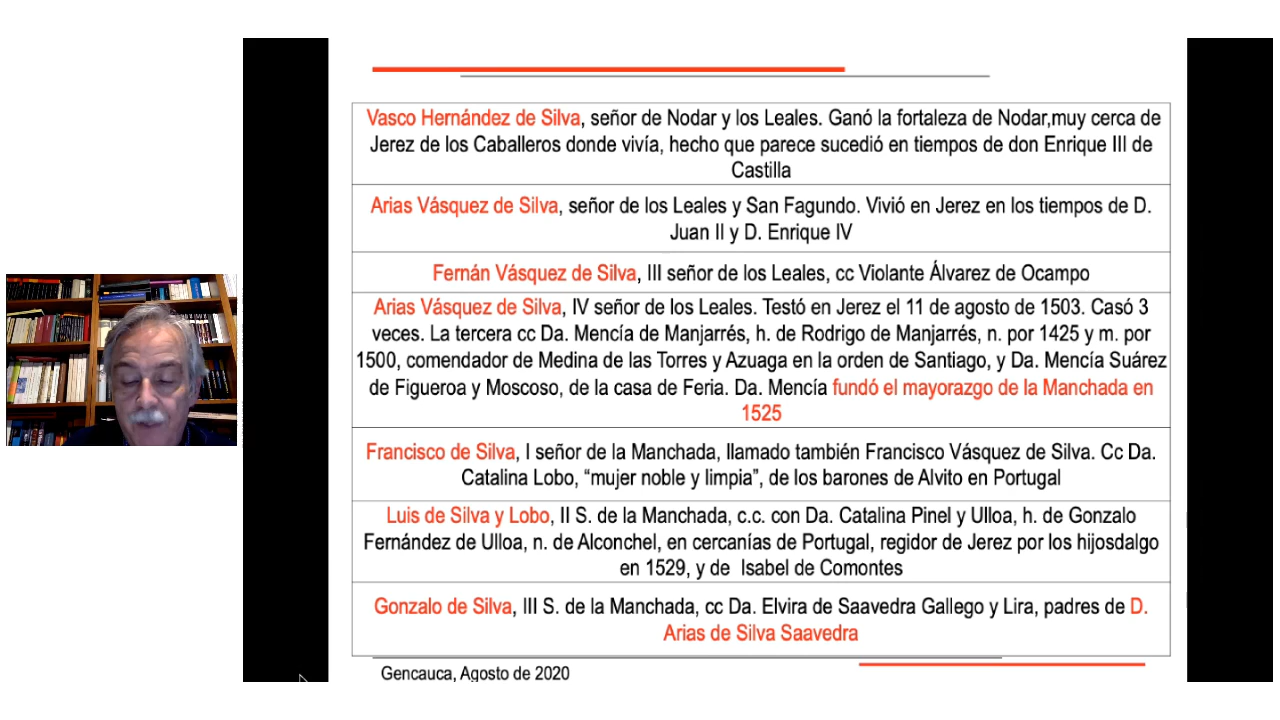 Vasco Hernández de Silva, señor de Nodar y los Leales. Ganó la fortaleza de Nodar,muy cerca de
Jerez de los Caballeros donde vivía, hecho que parece sucedió en tiempos de don Enrique III de
Castilla
Arias Vásquez de Silva, señor de los Leales y San Fagundo. Vivió en Jerez en los tiempos de D.
Juan II y D. Enrique IV
Fernán Vásquez de Silva, III señor de los Leales, cc Violante Álvarez de Ocampo
Arias Vásquez de Silva, IV señor de los Leales. Testó en Jerez el 11 de agosto de 1503. Casó 3
veces. La tercera cc Da. Mencía de Manjarrés, h. de Rodrigo de Manjarrés, n. por 1425 y m. por
1500, comendador de Medina de las Torres y Azuaga en la orden de Santiago, y Da. Mencía Suárez
de Figueroa y Moscoso, de la casa de Feria. Da. Mencía fundó el mayorazgo de la Manchada en
1525
Francisco de Silva, I señor de la Manchada, llamado también Francisco Vásquez de Silva. Cc Da.
Catalina Lobo, “mujer noble y limpia”, de los barones de Alvito en Portugal
Luis de Silva y Lobo, II S. de la Manchada, c.c. con Da. Catalina Pinel y Ulloa, h. de Gonzalo
Fernández de Ulloa, n. de Alconchel, en cercanías de Portugal, regidor de Jerez por los hijosdalgo
en 1529, y de Isabel de Comontes
Gonzalo de Silva, III S. de la Manchada, cc Da. Elvira de Saavedra Gallego y Lira, padres de D.
Arias de Silva Saavedra
Gencauca, Agosto de 2020